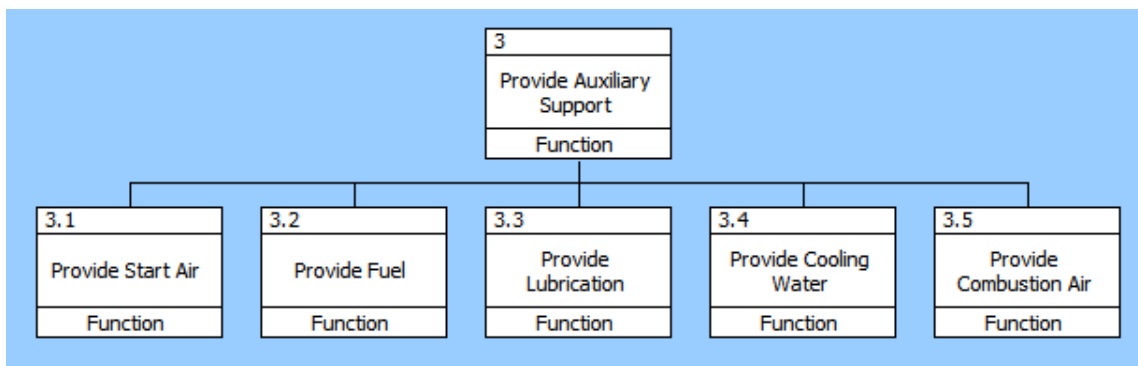 3
Provide Auxiliary
Support
Function
3.1
Provide Start Air
Function
3.2
Provide Fuel
Function
3.3
Provide
Lubrication
Function
3.4
Provide Cooling
Water
Function
3.5
Provide
Combustion Air
Function